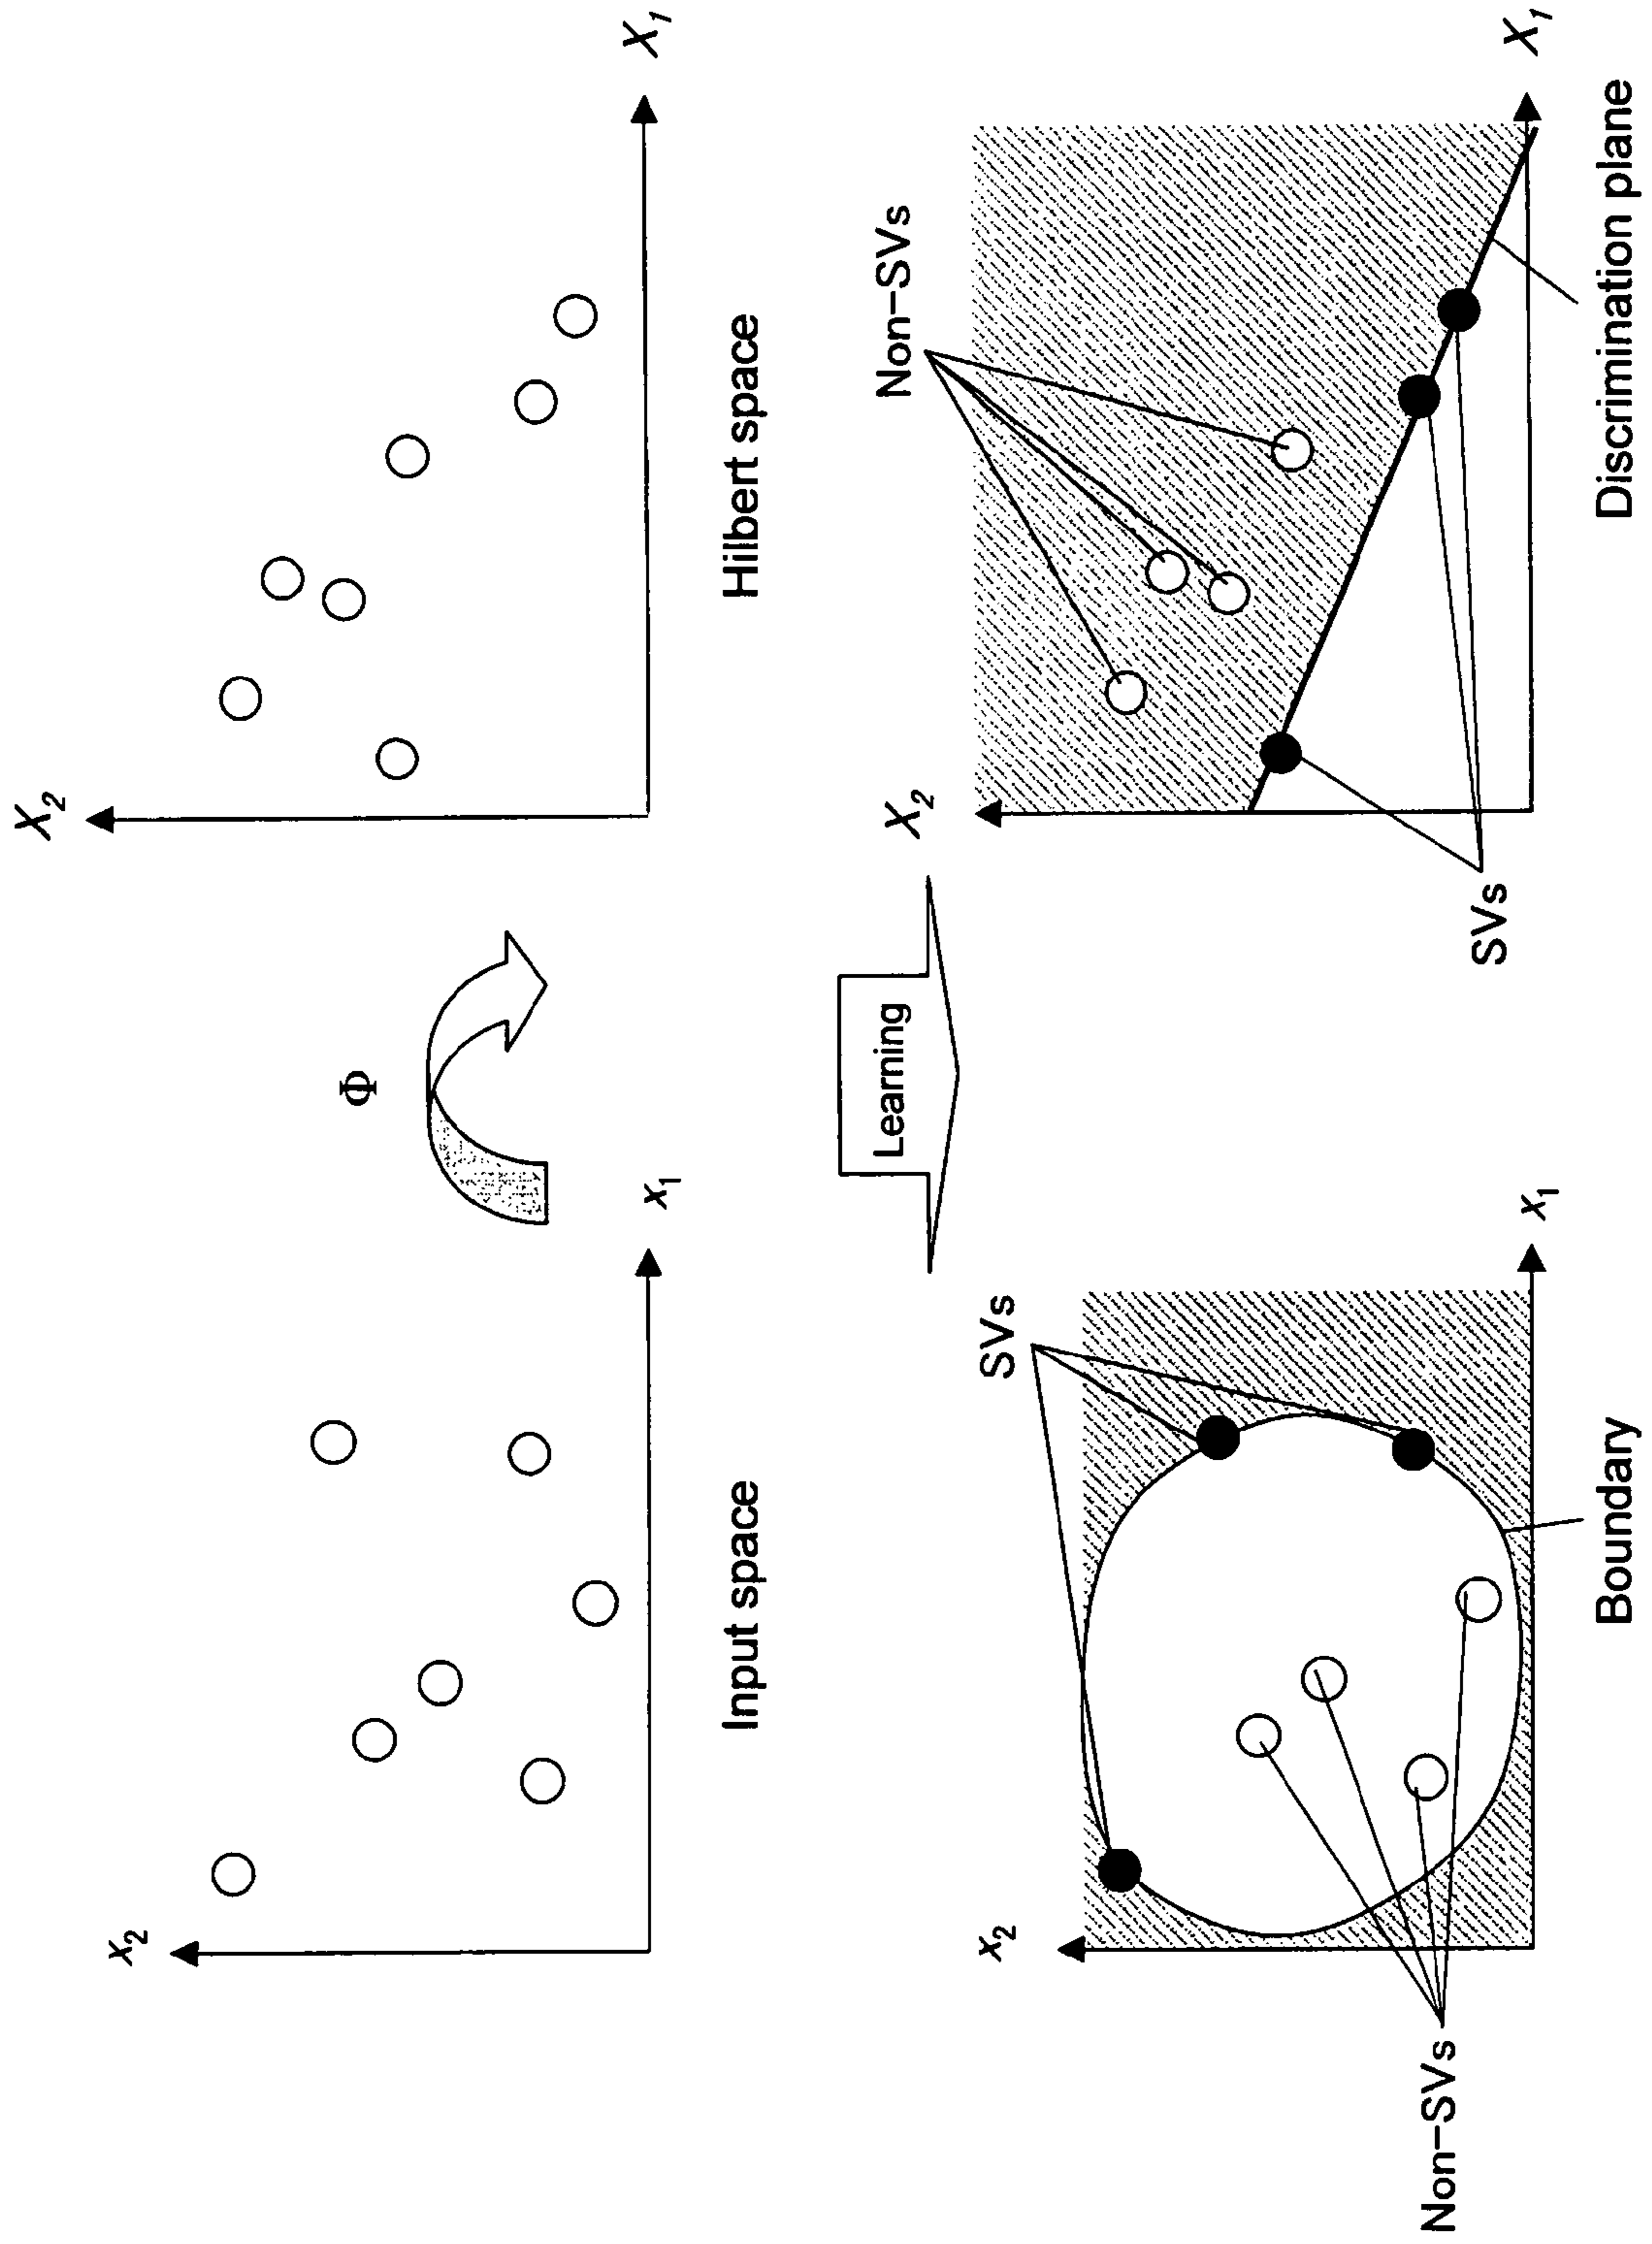 x₂
x₁
Input space
Φ
X₂
X₁
Hilbert space
Learning
x₂
SVs
Non-SVs
x₁
Boundary
X₂
Non-SVs
SVs
X₁
Discrimination plane